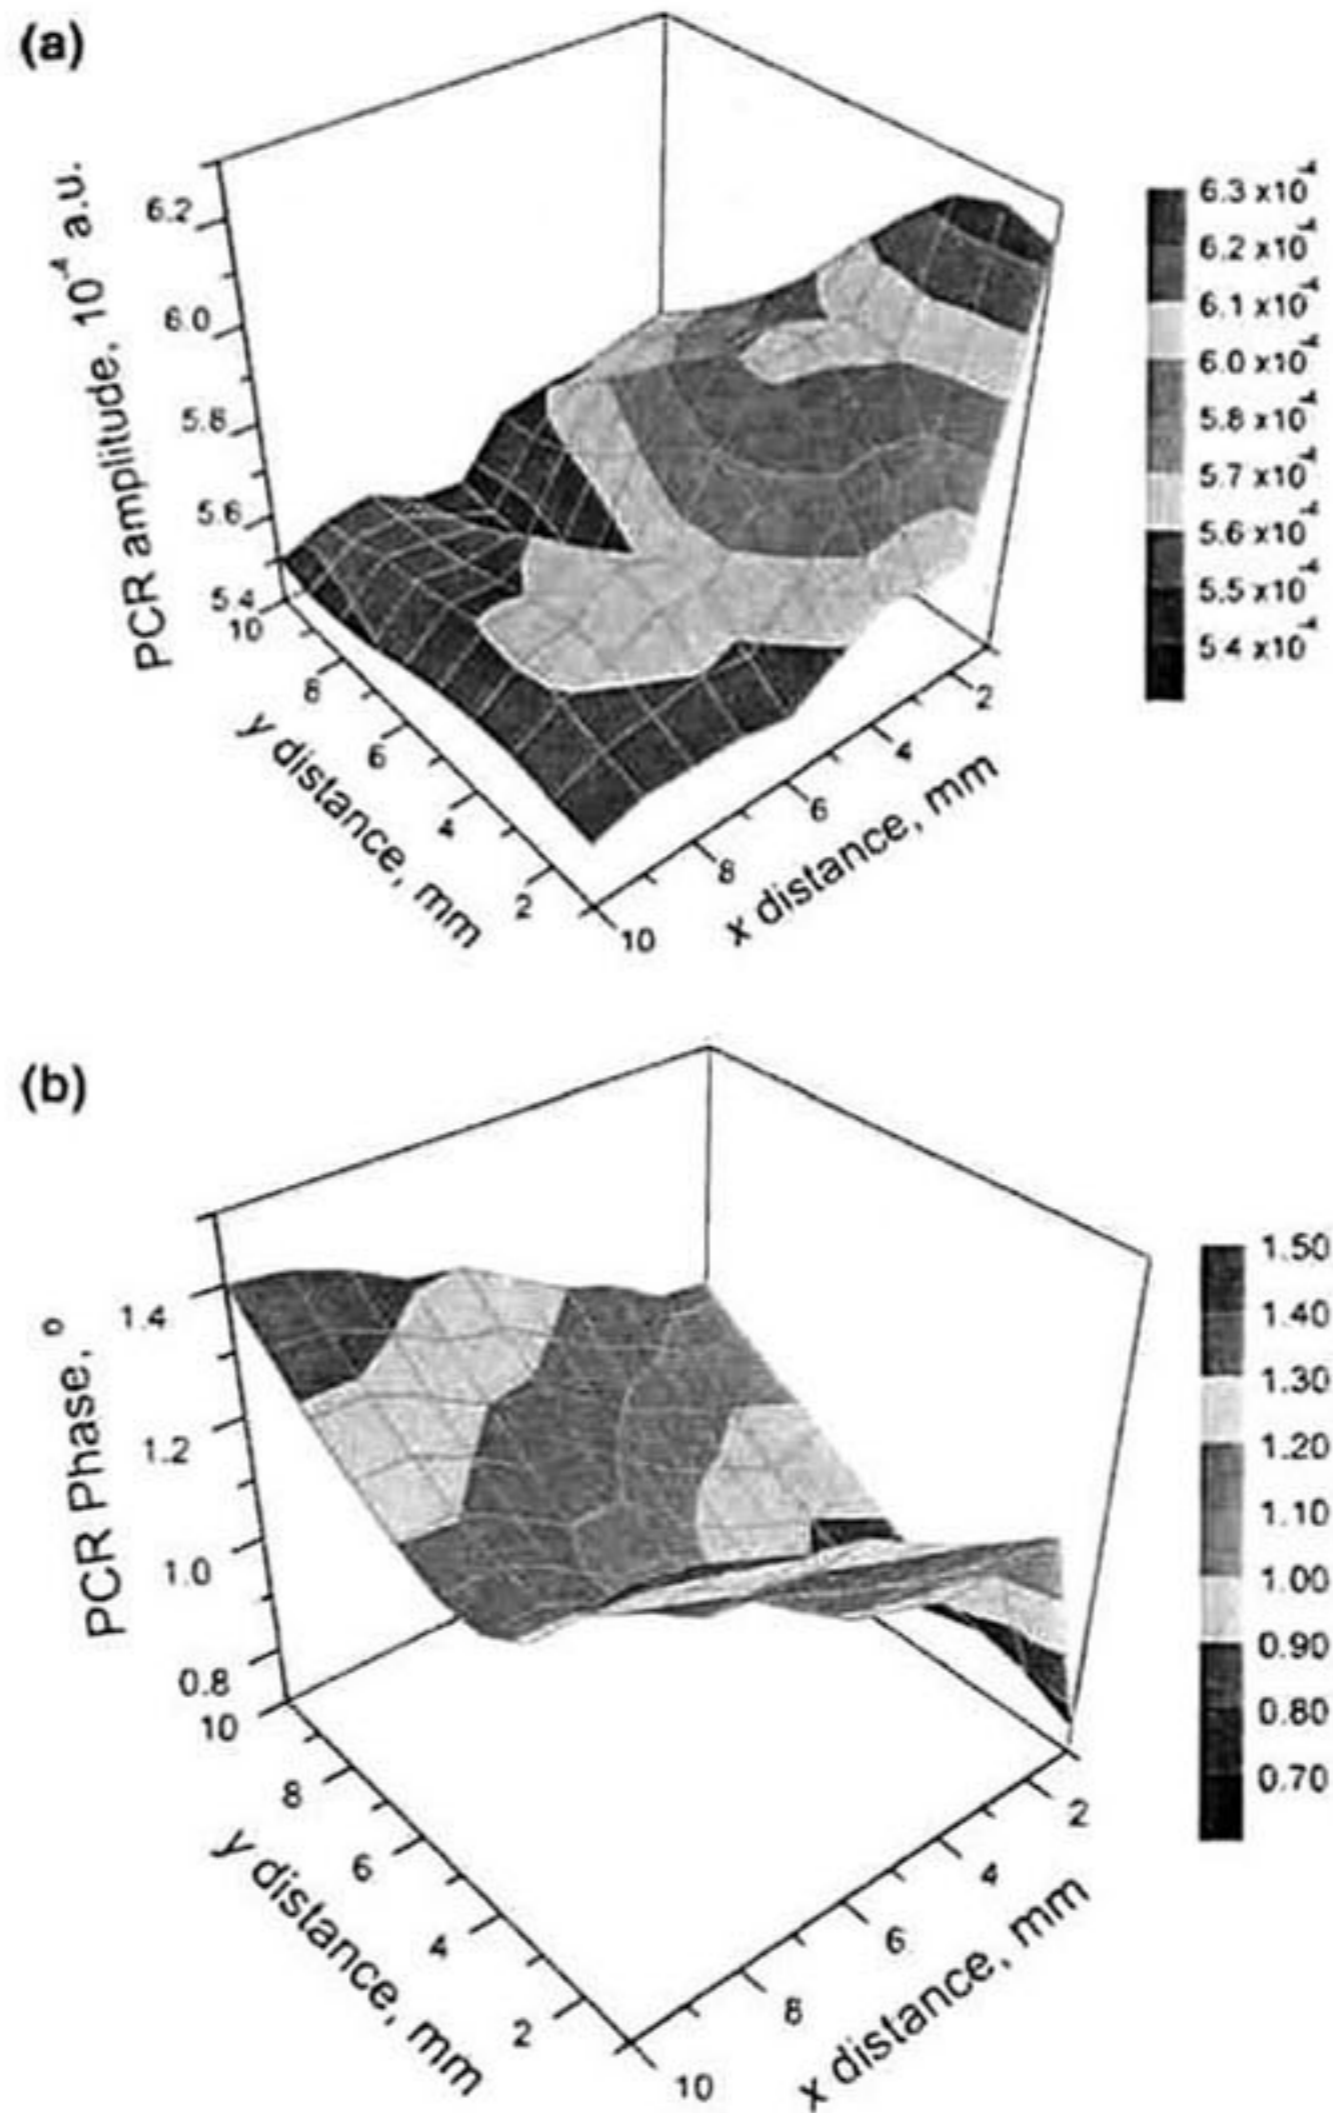 (a)
PCR amplitude, 10⁻⁴ a.u.
6.2
6.0
5.8
5.6
5.4
10
8
6
4
2
y distance, mm
10
8
6
4
2
x distance, mm
6.3 x10⁻⁴
6.2 x10⁻⁴
6.1 x10⁻⁴
6.0 x10⁻⁴
5.8 x10⁻⁴
5.7 x10⁻⁴
5.6 x10⁻⁴
5.5 x10⁻⁴
5.4 x10⁻⁴
(b)
PCR Phase, °
1.4
1.2
1.0
0.8
10
8
6
4
2
y distance, mm
10
8
6
4
2
x distance, mm
1.50
1.40
1.30
1.20
1.10
1.00
0.90
0.80
0.70